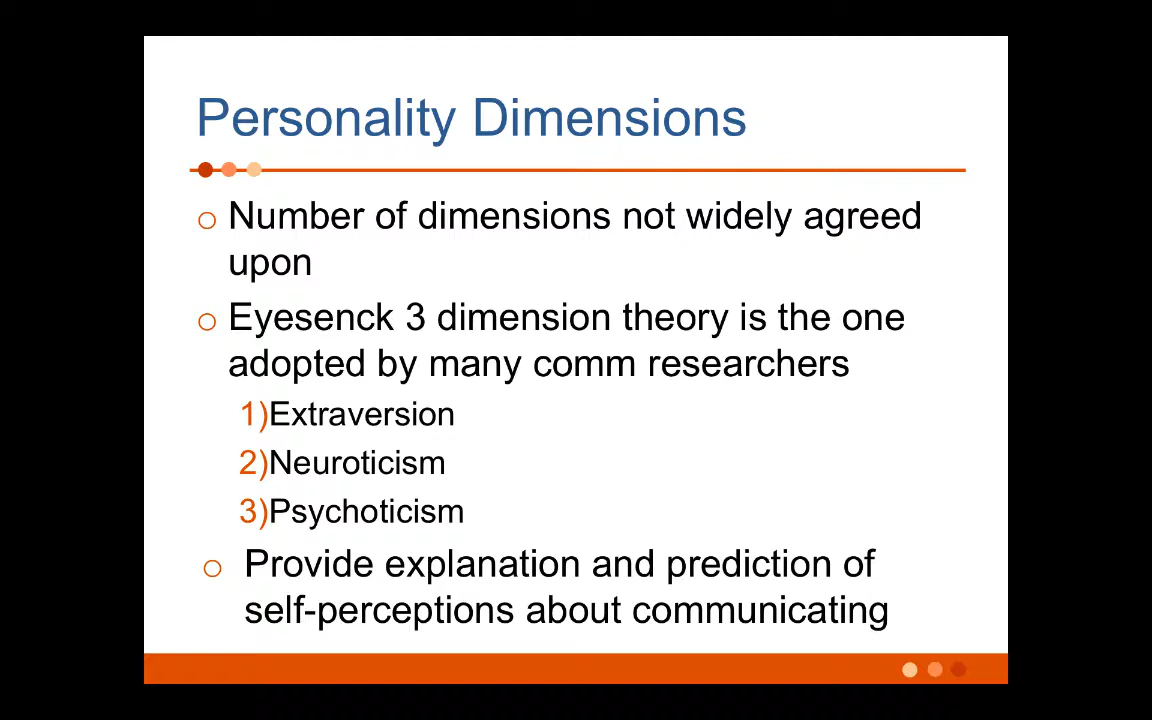 Personality Dimensions
o Number of dimensions not widely agreed
upon
o Eyesenck 3 dimension theory is the one
adopted by many comm researchers
1)Extraversion
2)Neuroticism
3)Psychoticism
o Provide explanation and prediction of
self-perceptions about communicating